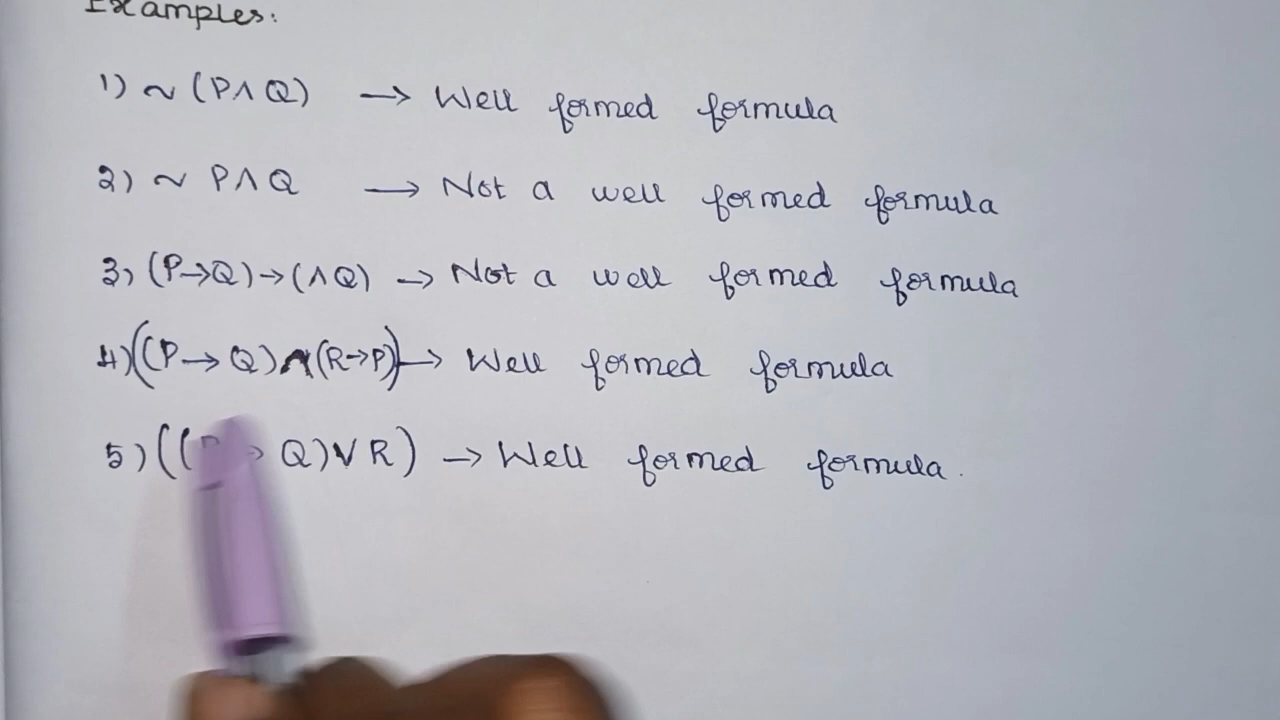 Examples:
1) ~ (P∧Q) → Well formed formula
2) ~ P∧Q → Not a well formed formula
3) (P→Q)→(∧Q) → Not a well formed formula
4) ((P→Q)∧(R→P)) → Well formed formula
5) (( Q)∨R) → Well formed formula.